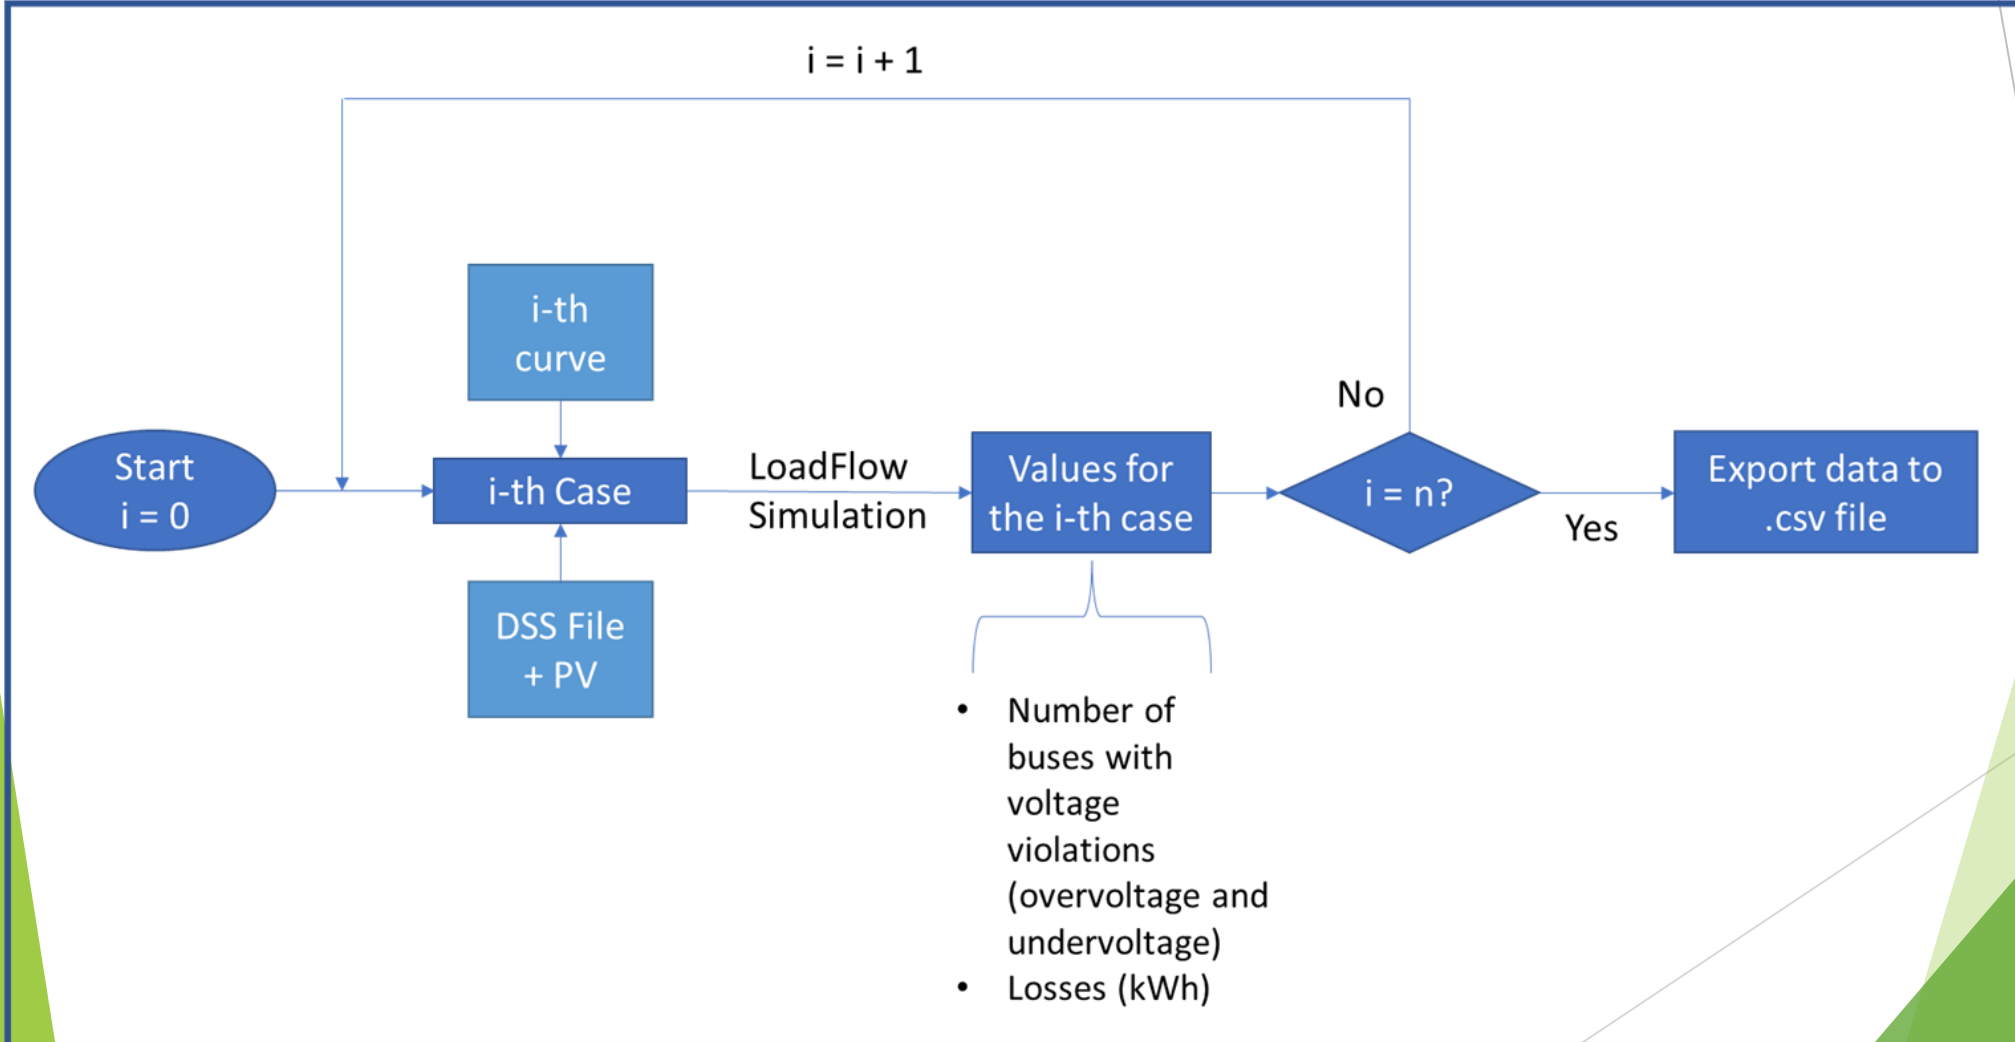 i = i + 1
i-th
curve
No
Start
i = 0
i-th Case
LoadFlow
Simulation
Values for
the i-th case
i = n?
Yes
Export data to
.csv file
DSS File
+ PV
• Number of
buses with
voltage
violations
(overvoltage and
undervoltage)
• Losses (kWh)